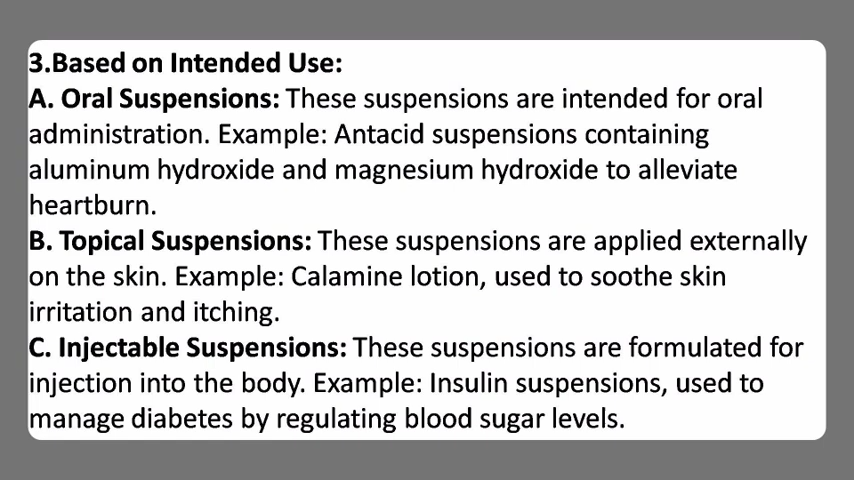 3.Based on Intended Use:
A. Oral Suspensions: These suspensions are intended for oral
administration. Example: Antacid suspensions containing
aluminum hydroxide and magnesium hydroxide to alleviate
heartburn.
B. Topical Suspensions: These suspensions are applied externally
on the skin. Example: Calamine lotion, used to soothe skin
irritation and itching.
C. Injectable Suspensions: These suspensions are formulated for
injection into the body. Example: Insulin suspensions, used to
manage diabetes by regulating blood sugar levels.